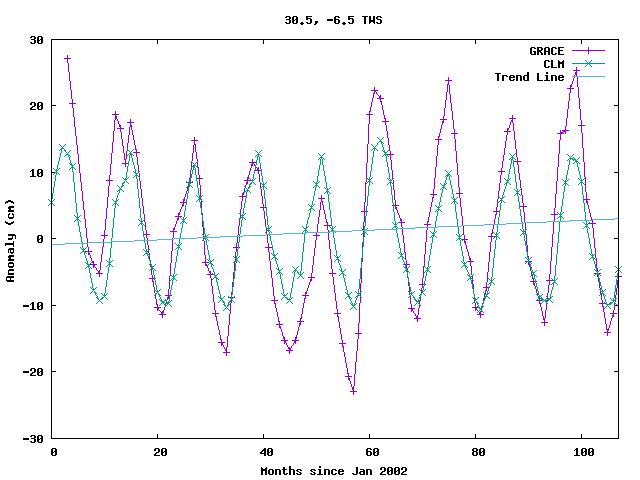 30.5, -6.5 TWS
GRACE
CLM
Trend Line
30
20
10
0
-10
-20
-30
Anomaly (cm)
0 20 40 60 80 100
Months since Jan 2002